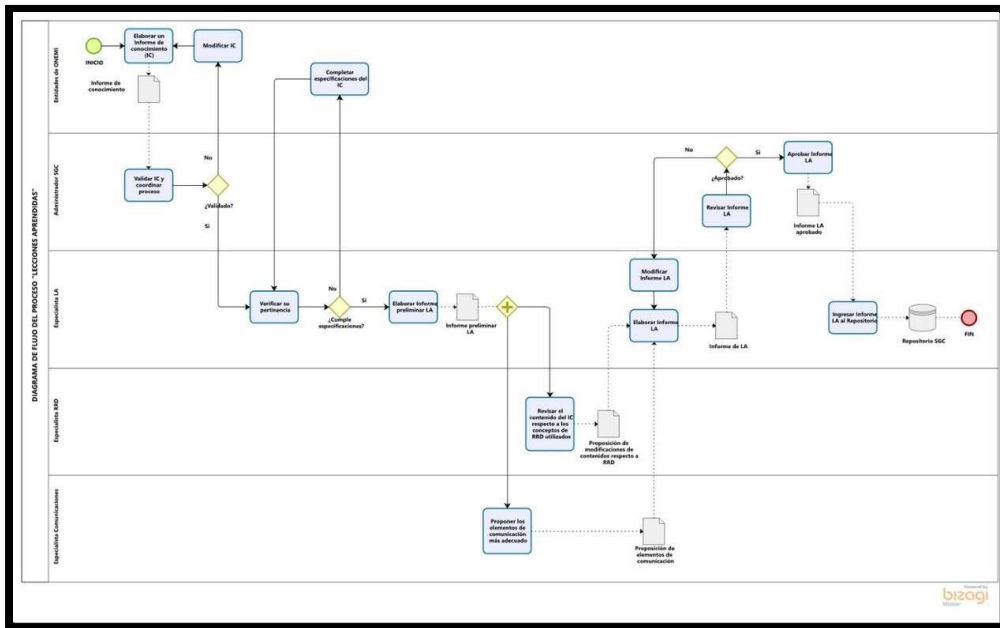 DIAGRAMA DE FLUJO DEL PROCESO "LECCIONES APRENDIDAS"
Entidades de ONEMI
INICIO
Elaborar un
Informe de
conocimiento
(IC)
Modificar IC
Informe de
conocimiento
Completar
especificaciones del
IC
Administrador SGC
Validar IC y
coordinar
proceso
No
¿Validado?
Si
No
¿Aprobado?
Si
Aprobar Informe
LA
Revisar Informe
LA
Informe LA
aprobado
Especialista LA
Verificar su
pertinencia
No
¿Cumple
especificaciones?
Si
Elaborar Informe
preliminar LA
Informe preliminar
LA
Modificar
Informe LA
Elaborar Informe
LA
Informe de LA
Ingresar Informe
LA al Repositorio
Repositorio SGC
FIN
Especialista RRD
Revisar el
contenido del IC
respecto a los
conceptos de
RRD utilizados
Proposición de
modificaciones de
contenidos respecto a
RRD
Especialista Comunicaciones
Proponer los
elementos de
comunicación
más adecuado
Proposición de
elementos de
comunicación
Powered by
bizagi
Modeler